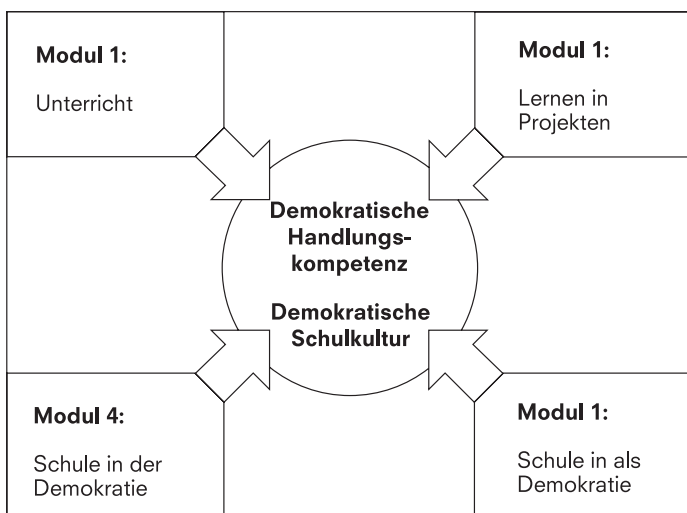 Modul 1:
Unterricht
Modul 1:
Lernen in
Projekten
Demokratische
Handlungs-
kompetenz
Demokratische
Schulkultur
Modul 4:
Schule in der
Demokratie
Modul 1:
Schule in als
Demokratie